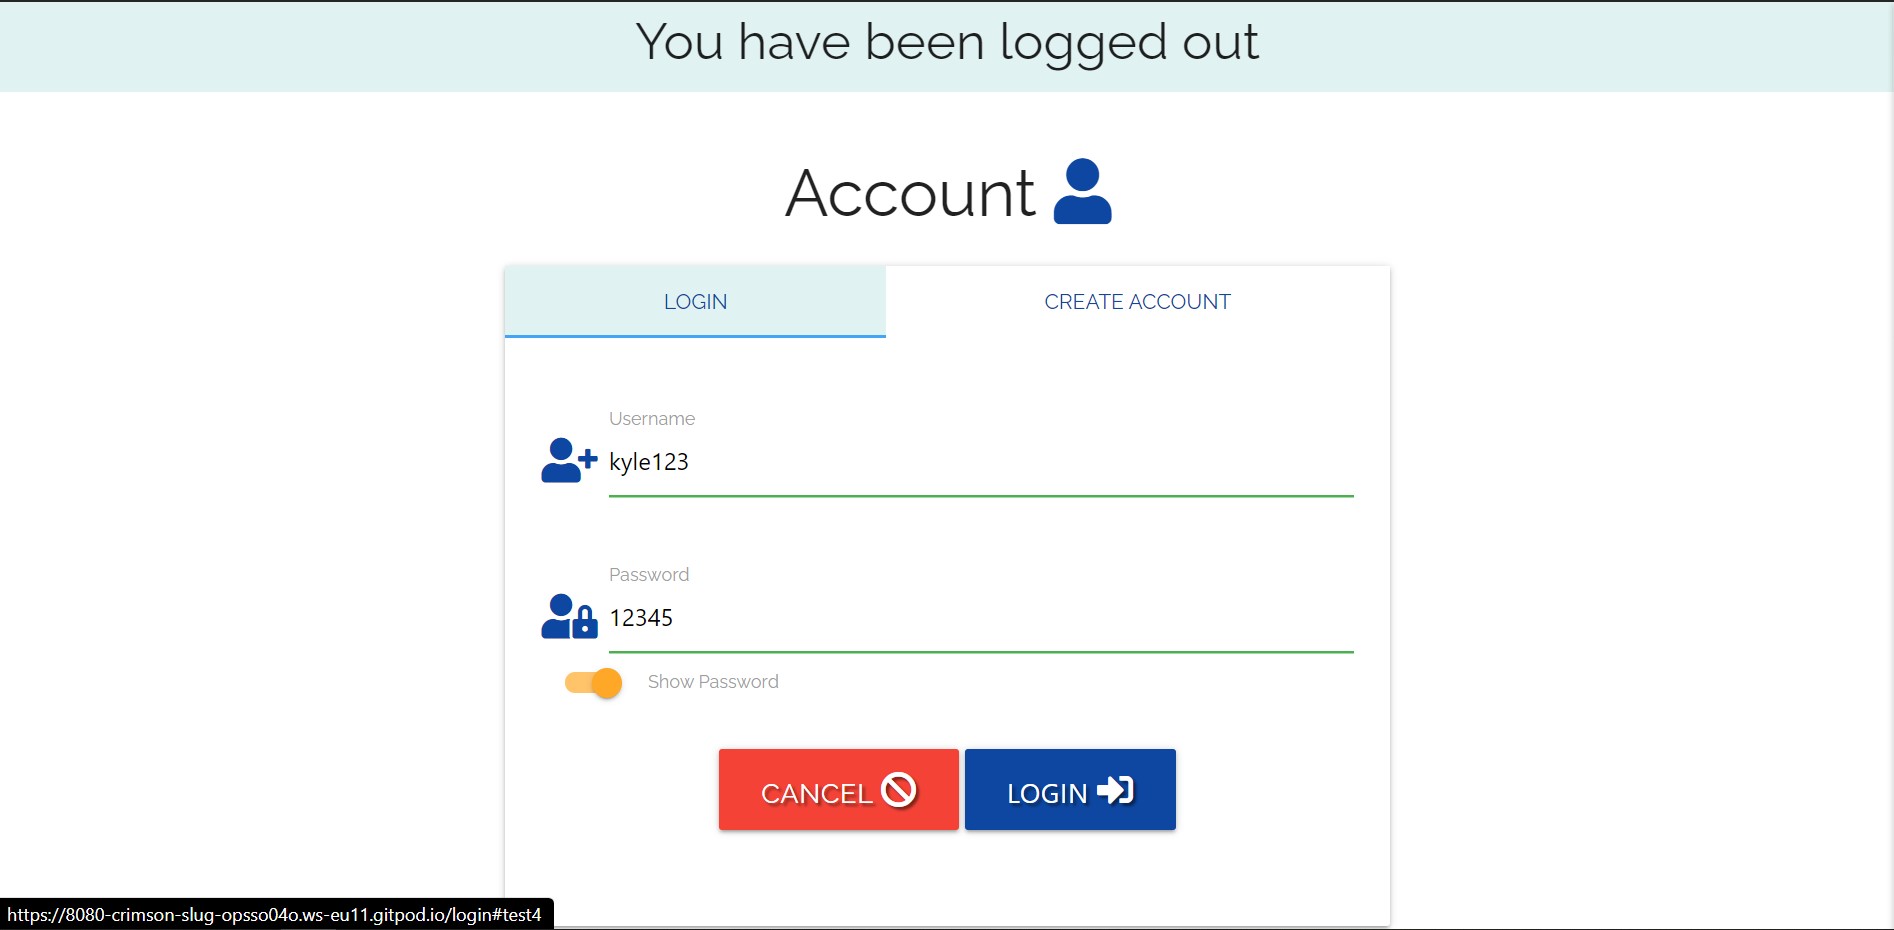 You have been logged out
Account
LOGIN
CREATE ACCOUNT
Username
kyle123
Password
12345
Show Password
CANCEL
LOGIN
https://8080-crimson-slug-opsso04o.ws-eu11.gitpod.io/login#test4